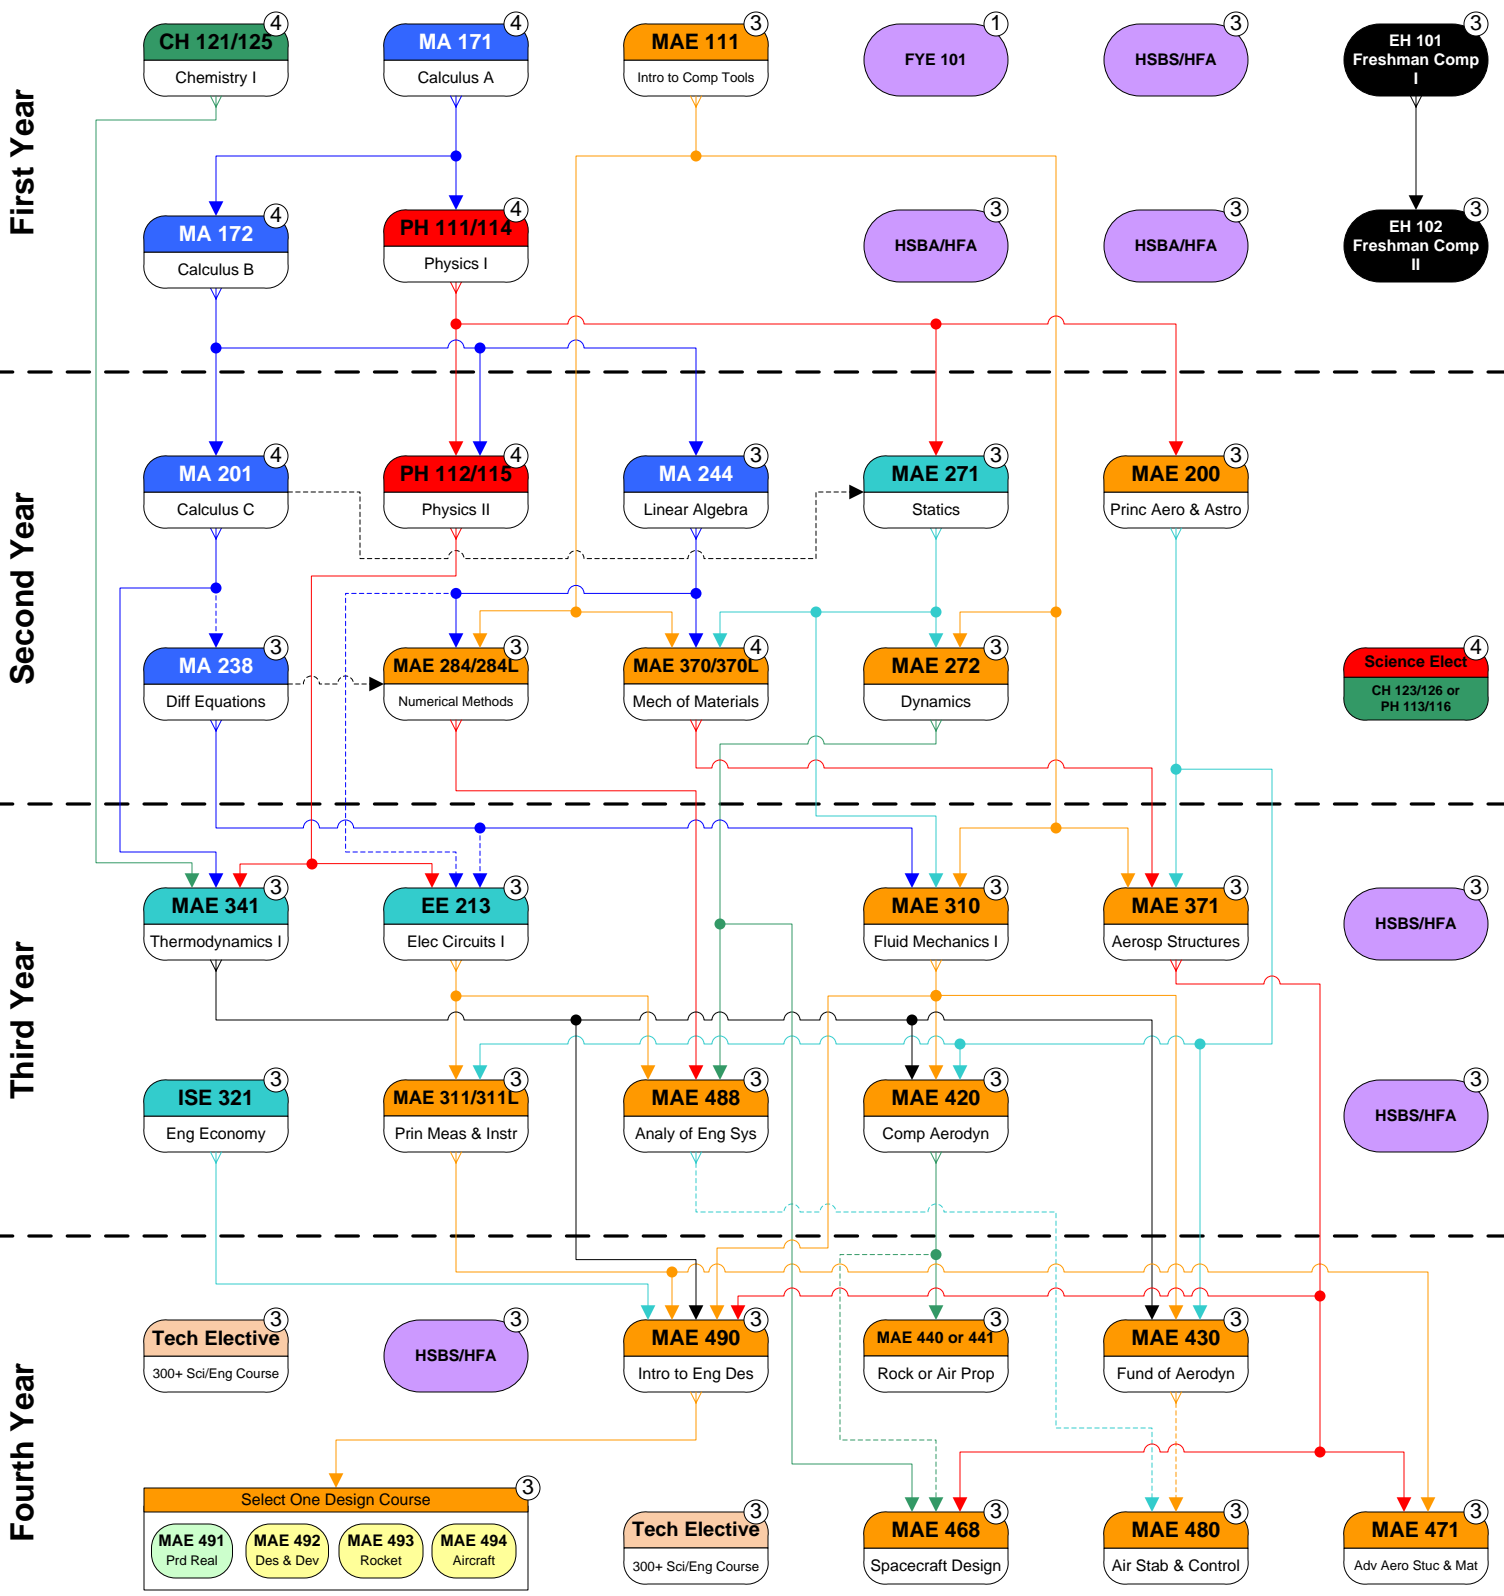 First Year
4
CH 121/125
Chemistry I
4
MA 171
Calculus A
3
MAE 111
Intro to Comp Tools
1
FYE 101
3
HSBS/HFA
3
EH 101
Freshman Comp
I
4
MA 172
Calculus B
4
PH 111/114
Physics I
3
HSBA/HFA
3
HSBA/HFA
3
EH 102
Freshman Comp
II
Second Year
4
MA 201
Calculus C
4
PH 112/115
Physics II
3
MA 244
Linear Algebra
3
MAE 271
Statics
3
MAE 200
Princ Aero & Astro
3
MA 238
Diff Equations
3
MAE 284/284L
Numerical Methods
4
MAE 370/370L
Mech of Materials
3
MAE 272
Dynamics
4
Science Elect
CH 123/126 or
PH 113/116
Third Year
3
MAE 341
Thermodynamics I
3
EE 213
Elec Circuits I
3
MAE 310
Fluid Mechanics I
3
MAE 371
Aerosp Structures
3
HSBS/HFA
3
ISE 321
Eng Economy
3
MAE 311/311L
Prin Meas & Instr
3
MAE 488
Analy of Eng Sys
3
MAE 420
Comp Aerodyn
3
HSBS/HFA
Fourth Year
3
Tech Elective
300+ Sci/Eng Course
3
HSBS/HFA
3
MAE 490
Intro to Eng Des
3
MAE 440 or 441
Rock or Air Prop
3
MAE 430
Fund of Aerodyn
3
Select One Design Course
MAE 491
Prd Real
MAE 492
Des & Dev
MAE 493
Rocket
MAE 494
Aircraft
3
Tech Elective
300+ Sci/Eng Course
3
MAE 468
Spacecraft Design
3
MAE 480
Air Stab & Control
3
MAE 471
Adv Aero Stuc & Mat